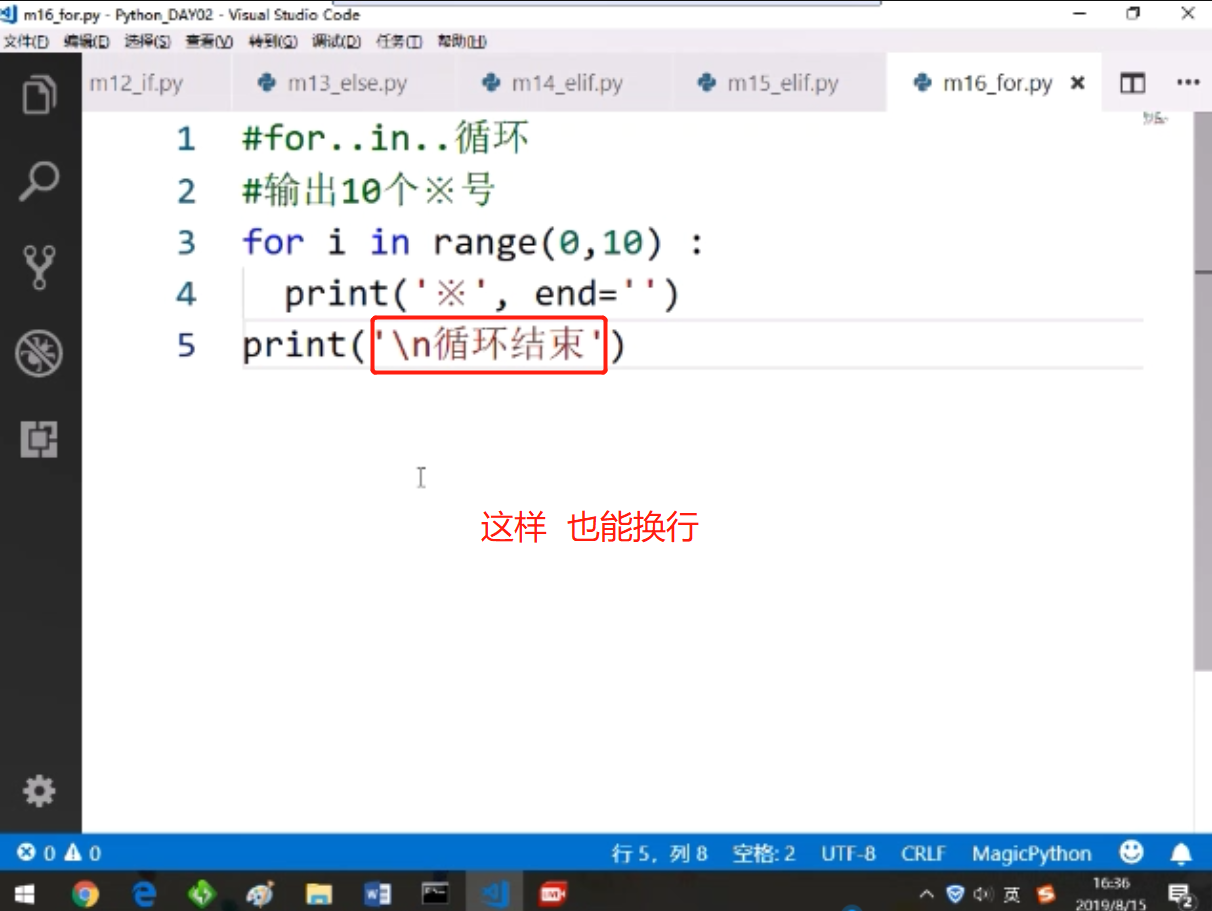 m16_for.py - Python_DAY02 - Visual Studio Code
文件(F) 编辑(E) 选择(S) 查看(V) 转到(G) 调试(D) 任务(T) 帮助(H)
m12_if.py m13_else.py m14_elif.py m15_elif.py m16_for.py
1 #for..in..循环
2 #输出10个※号
3 for i in range(0,10) :
4 print('※', end='')
5 print('\n循环结束')
这样 也能换行
0 0 行 5，列 8 空格: 2 UTF-8 CRLF MagicPython
英 16:36
2019/8/15
2